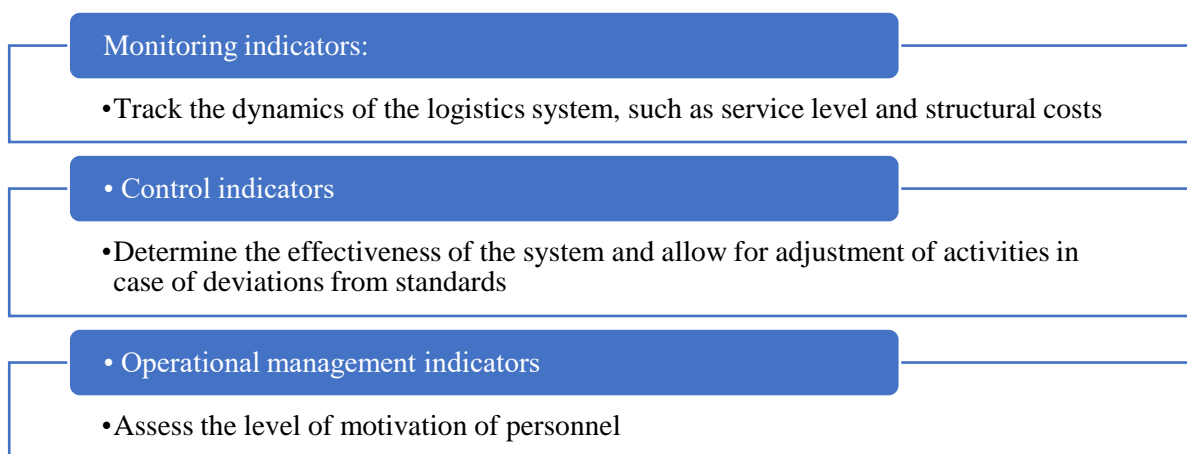 Monitoring indicators:
•Track the dynamics of the logistics system, such as service level and structural costs
• Control indicators
•Determine the effectiveness of the system and allow for adjustment of activities in
case of deviations from standards
• Operational management indicators
•Assess the level of motivation of personnel